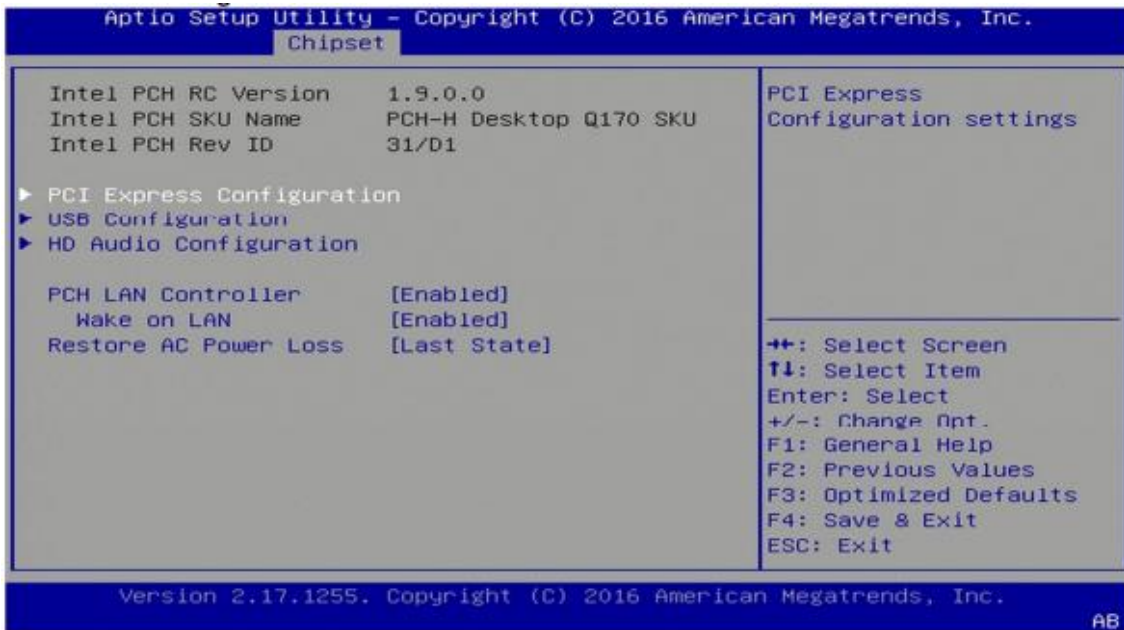 Aptio Setup Utility – Copyright (C) 2016 American Megatrends, Inc.
Chipset
Intel PCH RC Version 1.9.0.0
Intel PCH SKU Name PCH-H Desktop Q170 SKU
Intel PCH Rev ID 31/D1
► PCI Express Configuration
► USB Configuration
► HD Audio Configuration
PCH LAN Controller [Enabled]
Wake on LAN [Enabled]
Restore AC Power Loss [Last State]
PCI Express
Configuration settings
→←: Select Screen
↑↓: Select Item
Enter: Select
+/-: Change Opt.
F1: General Help
F2: Previous Values
F3: Optimized Defaults
F4: Save & Exit
ESC: Exit
Version 2.17.1255. Copyright (C) 2016 American Megatrends, Inc.
AB